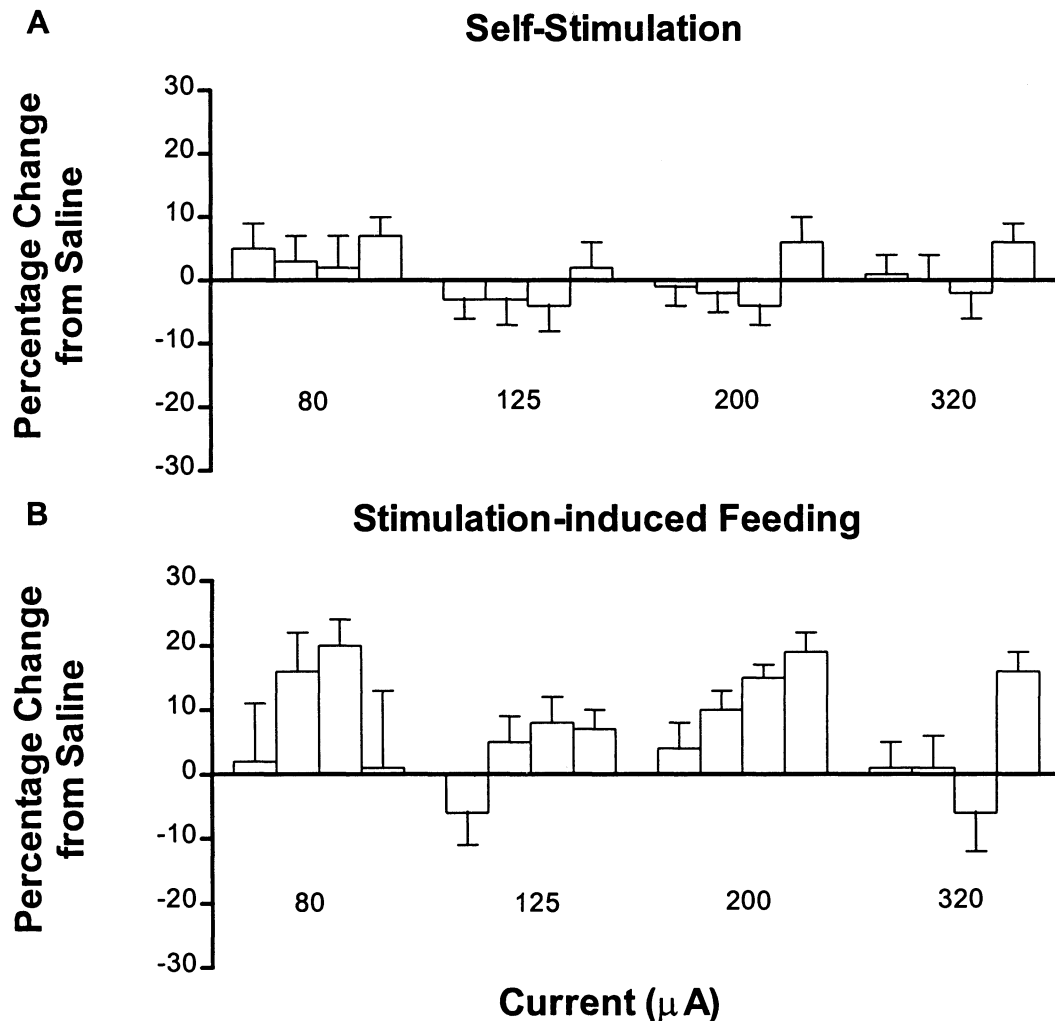 A
Self-Stimulation
Percentage Change
from Saline
30
20
10
0
-10
-20
-30
80 125 200 320
B
Stimulation-induced Feeding
Percentage Change
from Saline
30
20
10
0
-10
-20
-30
80 125 200 320
Current (μ A)